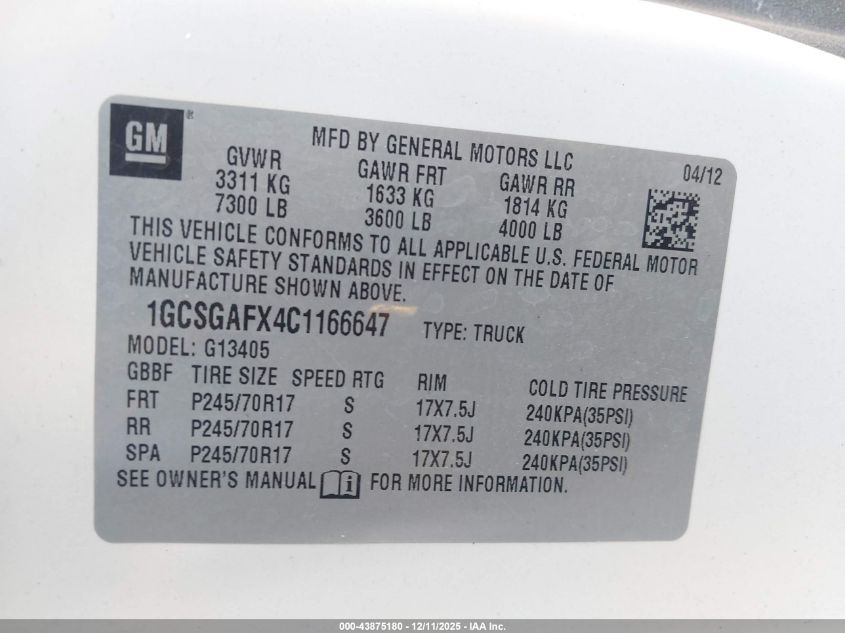 GM®
MFD BY GENERAL MOTORS LLC
04/12
GVWR GAWR FRT GAWR RR
3311 KG 1633 KG 1814 KG
7300 LB 3600 LB 4000 LB
THIS VEHICLE CONFORMS TO ALL APPLICABLE U.S. FEDERAL MOTOR
VEHICLE SAFETY STANDARDS IN EFFECT ON THE DATE OF
MANUFACTURE SHOWN ABOVE.
1GCSGAFX4C1166647 TYPE: TRUCK
MODEL: G13405
GBBF TIRE SIZE SPEED RTG RIM COLD TIRE PRESSURE
FRT P245/70R17 S 17X7.5J 240KPA(35PSI)
RR P245/70R17 S 17X7.5J 240KPA(35PSI)
SPA P245/70R17 S 17X7.5J 240KPA(35PSI)
SEE OWNER'S MANUAL i FOR MORE INFORMATION.
000-43875180 - 12/11/2025 - IAA Inc.